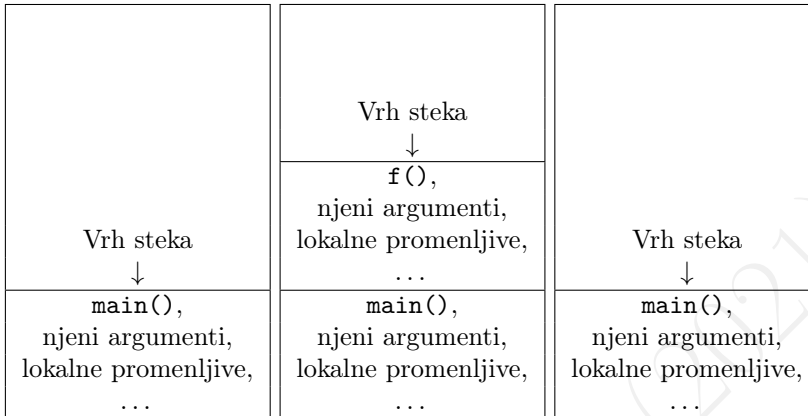 Vrh steka
↓
main(),
njeni argumenti,
lokalne promenljive,
...
Vrh steka
↓
f(),
njeni argumenti,
lokalne promenljive,
...
main(),
njeni argumenti,
lokalne promenljive,
...
Vrh steka
↓
main(),
njeni argumenti,
lokalne promenljive,
...
(2021)